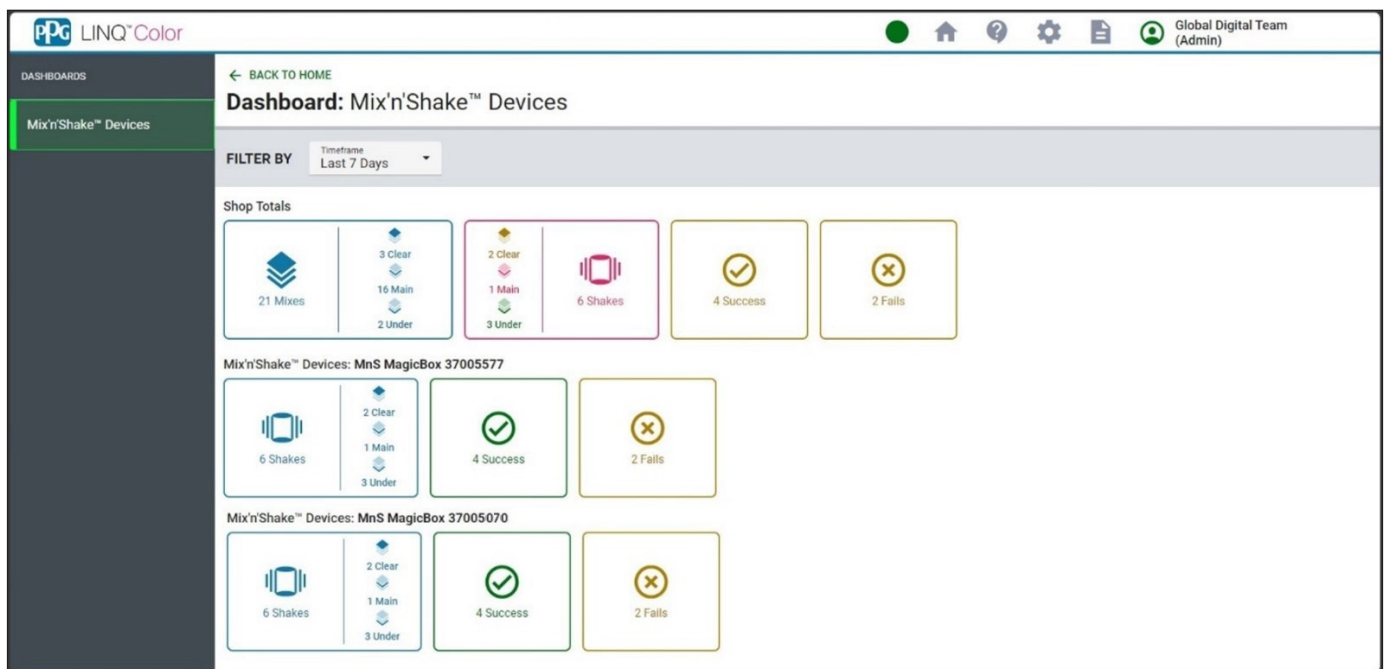 PPG LINQ™Color
Global Digital Team
(Admin)
DASHBOARDS
Mix'n'Shake™ Devices
← BACK TO HOME
Dashboard: Mix'n'Shake™ Devices
FILTER BY
Timeframe
Last 7 Days
Shop Totals
21 Mixes
3 Clear
16 Main
2 Under
2 Clear
1 Main
3 Under
6 Shakes
4 Success
2 Fails
Mix'n'Shake™ Devices: MnS MagicBox 37005577
6 Shakes
2 Clear
1 Main
3 Under
4 Success
2 Fails
Mix'n'Shake™ Devices: MnS MagicBox 37005070
6 Shakes
2 Clear
1 Main
3 Under
4 Success
2 Fails